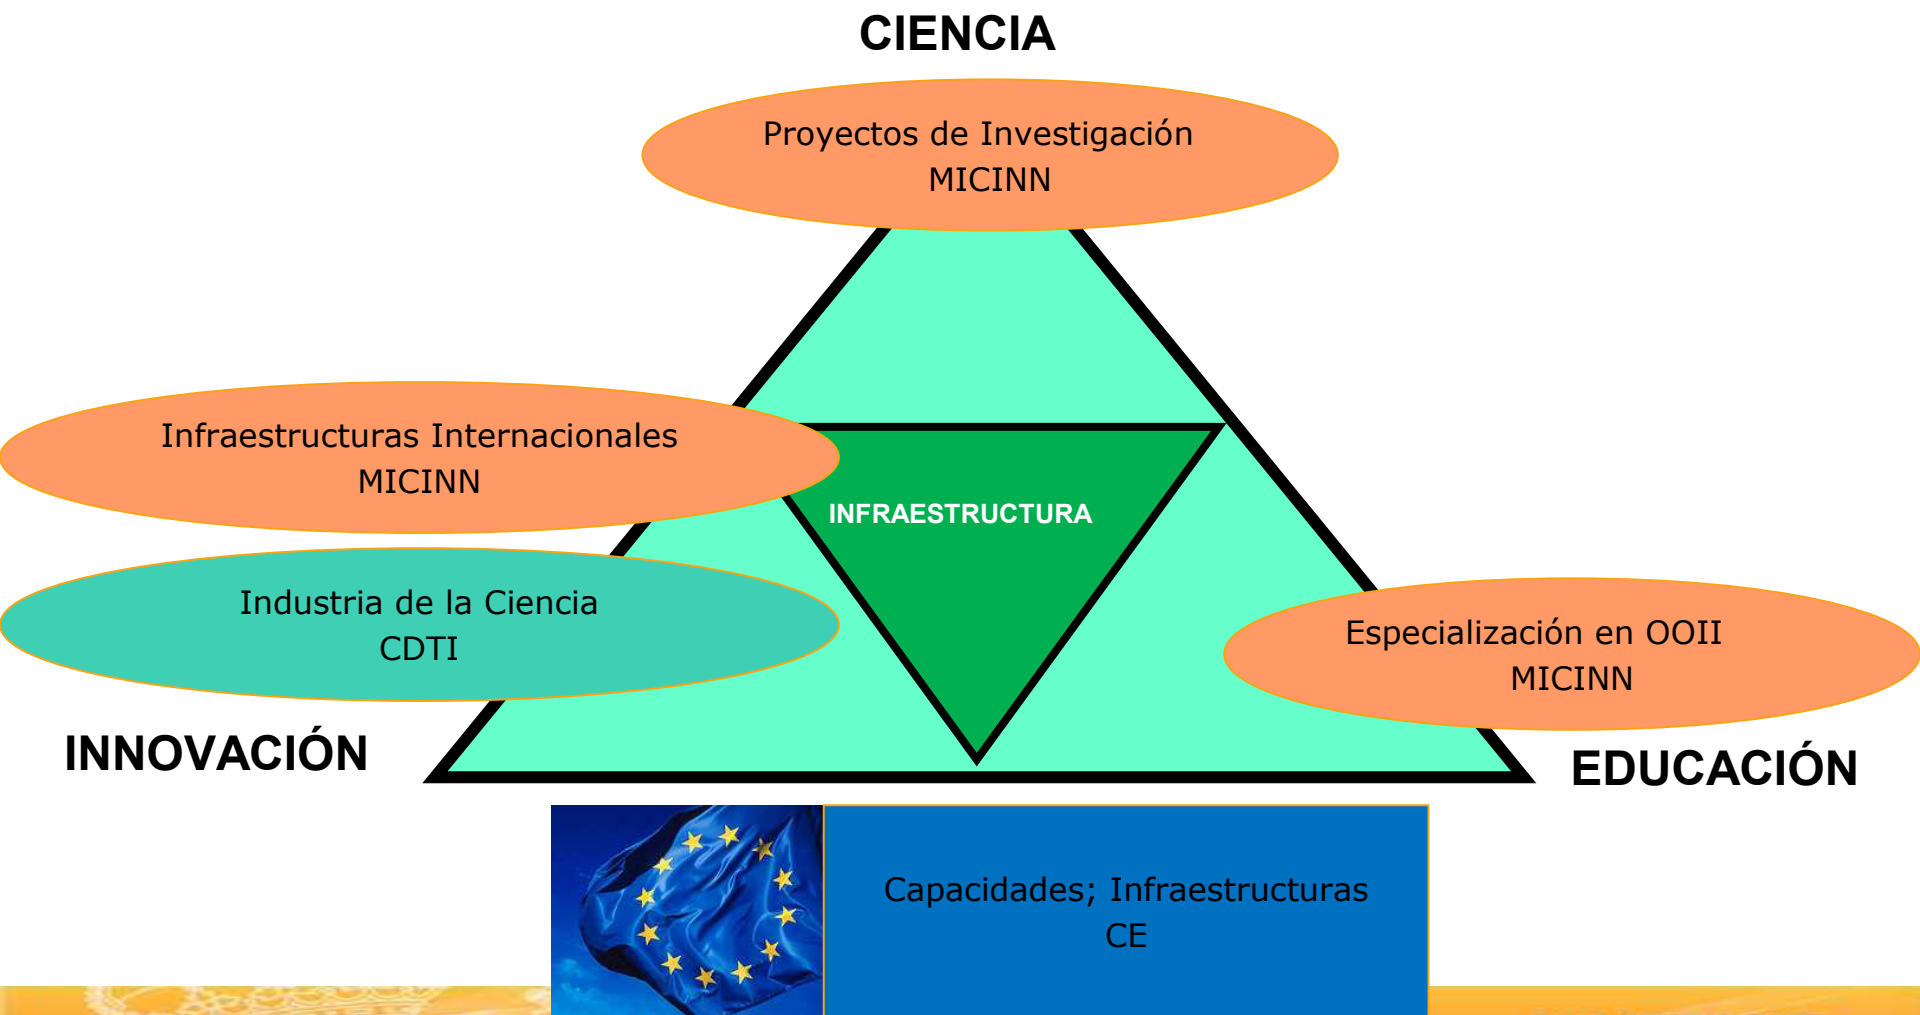 CIENCIA
Proyectos de Investigación
MICINN
Infraestructuras Internacionales
MICINN
INFRAESTRUCTURA
Industria de la Ciencia
CDTI
Especialización en OOII
MICINN
INNOVACIÓN
EDUCACIÓN
Capacidades; Infraestructuras
CE